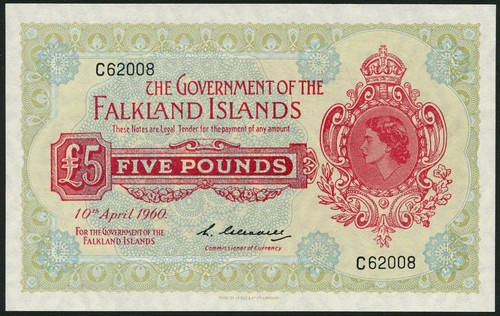 C62008
THE GOVERNMENT OF THE
FALKLAND ISLANDS
These Notes are Legal Tender for the payment of any amount
£5
FIVE POUNDS
10th April 1960.
FOR THE GOVERNMENT OF THE
FALKLAND ISLANDS
Commissioner of Currency
C62008